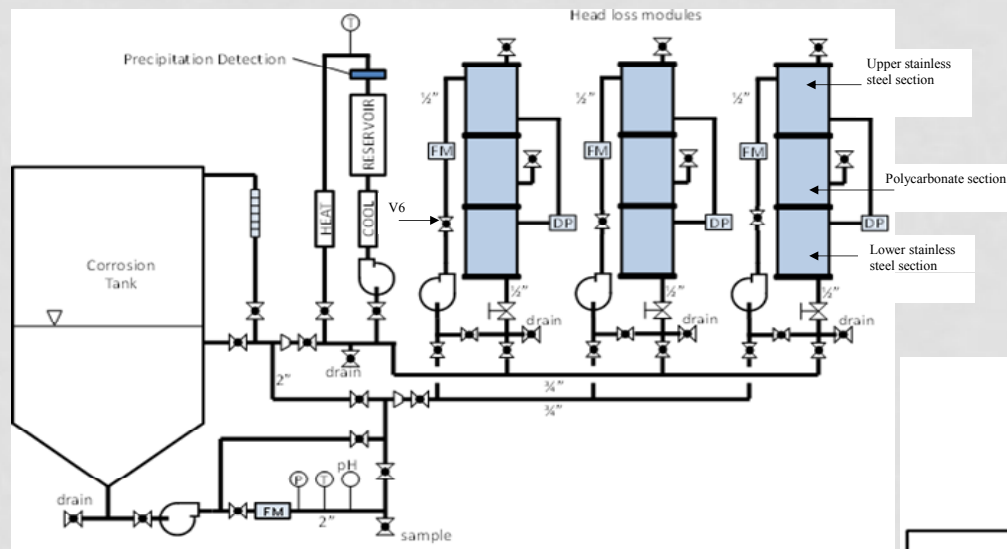 Head loss modules
T
Precipitation Detection
Upper stainless
steel section
½”
½”
½”
RESERVOIR
FM
FM
FM
Polycarbonate section
V6
HEAT
COOL
DP
DP
DP
Lower stainless
steel section
Corrosion
Tank
½”
½”
½”
drain
drain
drain
drain
2”
¾”
¾”
pH
P
T
drain
FM
2”
sample